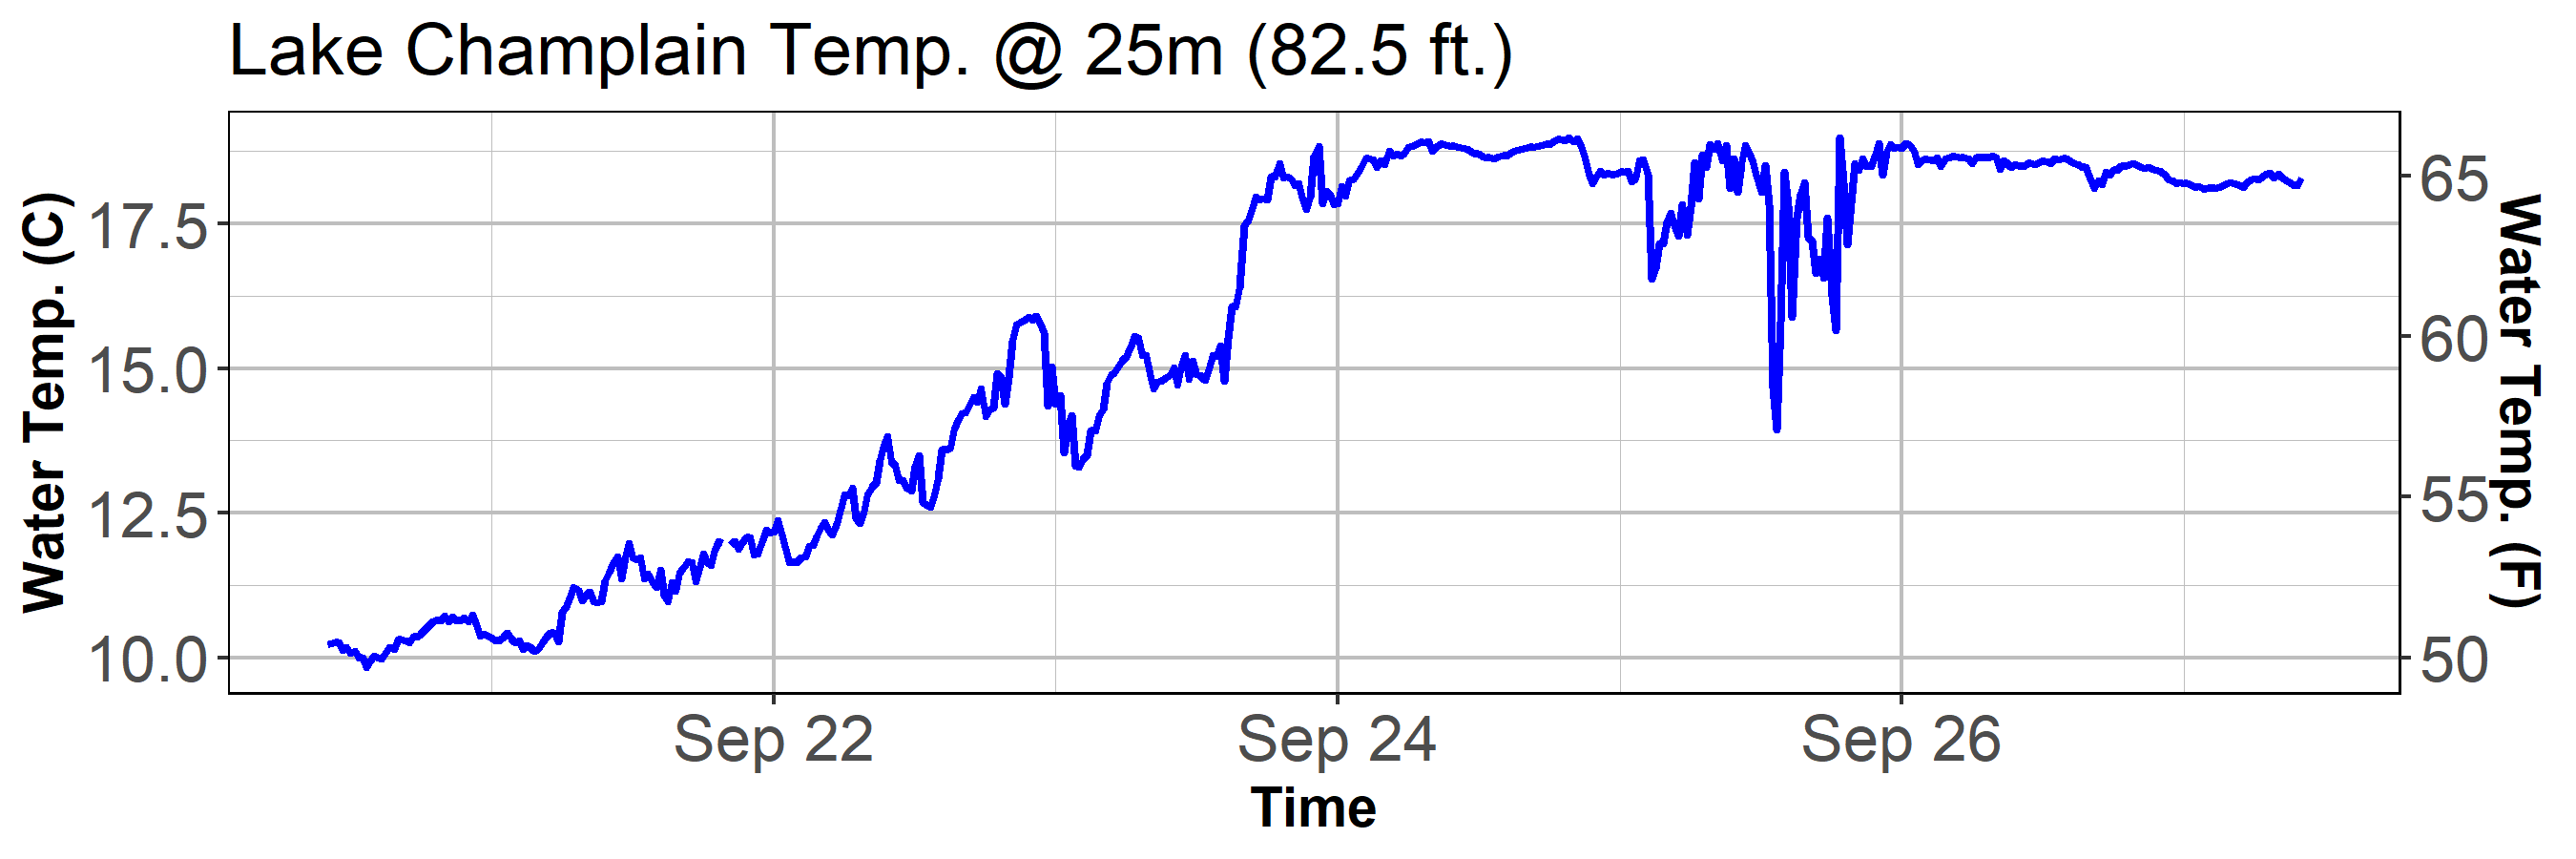 Lake Champlain Temp. @ 25m (82.5 ft.)
Water Temp. (C)
17.5
15.0
12.5
10.0
65
60
55
50
Water Temp. (F)
Sep 22
Sep 24
Sep 26
Time